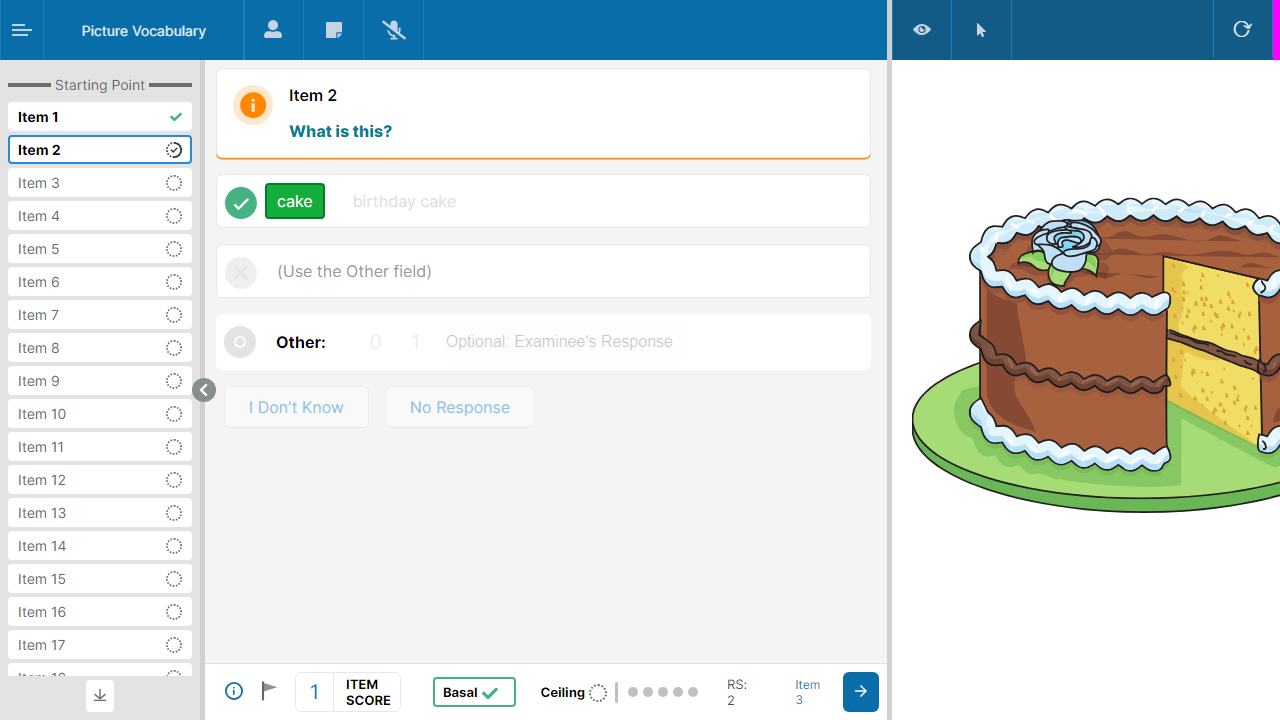 Picture Vocabulary
Starting Point
Item 1
Item 2
Item 3
Item 4
Item 5
Item 6
Item 7
Item 8
Item 9
Item 10
Item 11
Item 12
Item 13
Item 14
Item 15
Item 16
Item 17
Item 18
Item 2
What is this?
cake birthday cake
(Use the Other field)
Other: 0 1 Optional: Examinee's Response
I Don't Know No Response
1 ITEM SCORE
Basal
Ceiling
RS: 2
Item 3